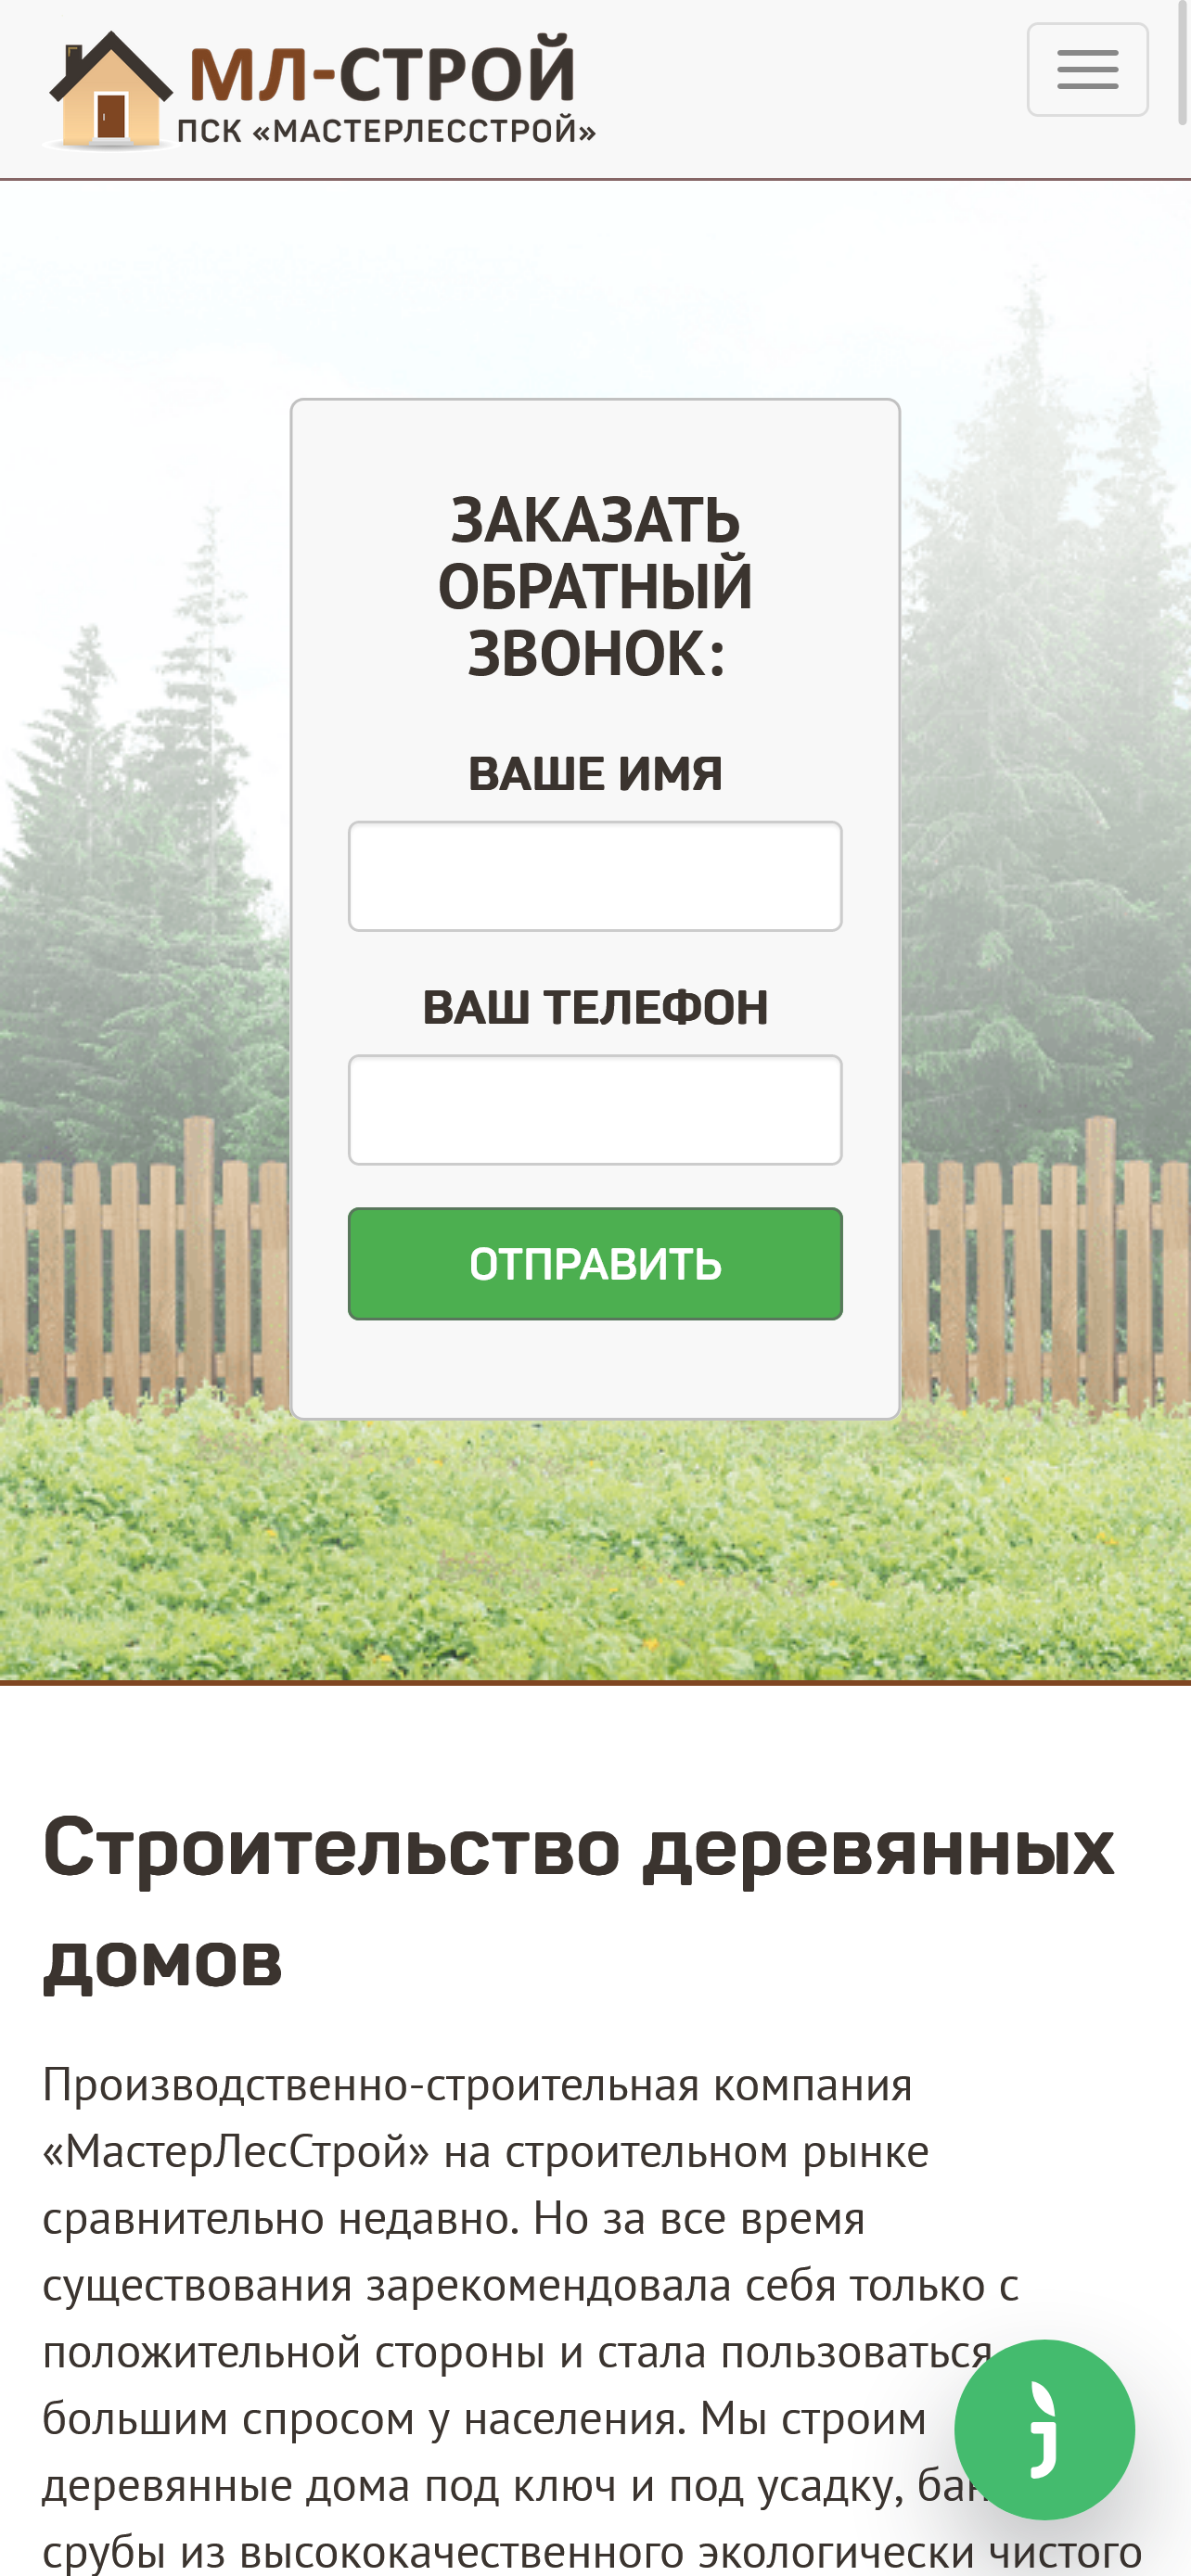 МЛ-СТРОЙ
ПСК «МАСТЕРЛЕССТРОЙ»
ЗАКАЗАТЬ
ОБРАТНЫЙ
ЗВОНОК:
ВАШЕ ИМЯ
ВАШ ТЕЛЕФОН
ОТПРАВИТЬ
Строительство деревянных
домов
Производственно-строительная компания
«МастерЛесСтрой» на строительном рынке
сравнительно недавно. Но за все время
существования зарекомендовала себя только с
положительной стороны и стала пользоваться
большим спросом у населения. Мы строим
деревянные дома под ключ и под усадку,
срубы из высококачественного экологически чистого